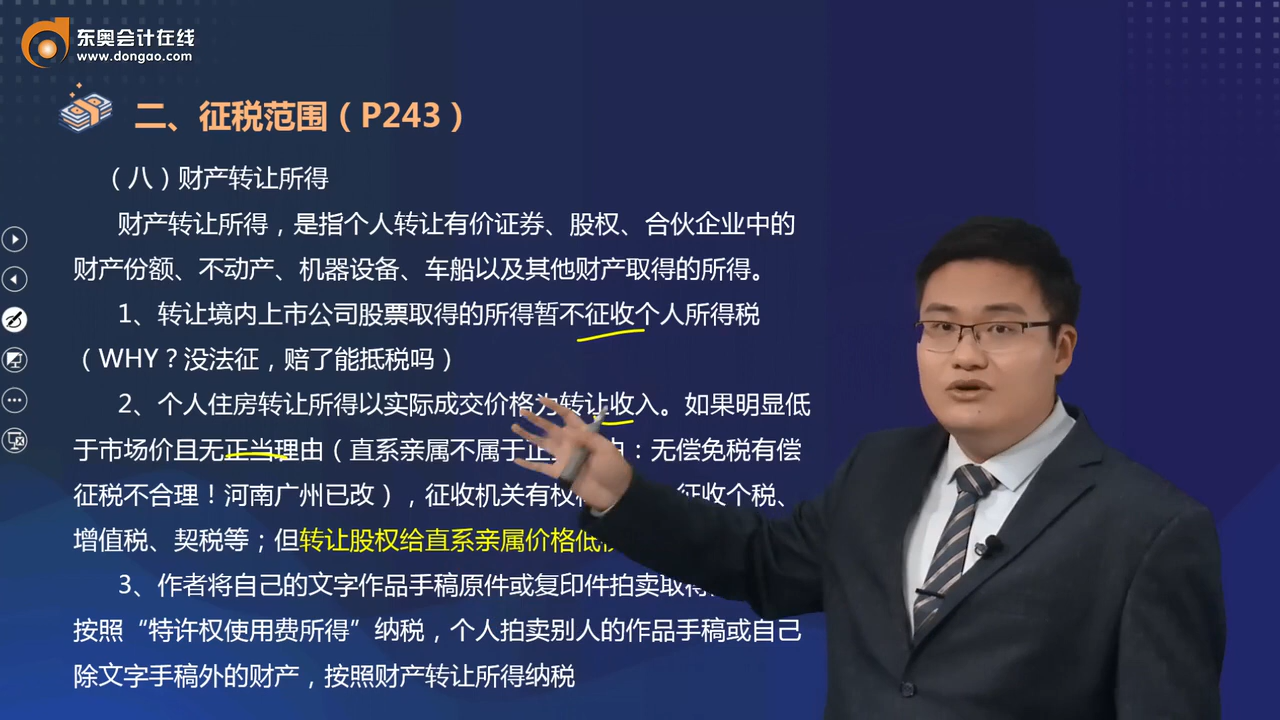 东奥会计在线
www.dongao.com
二、征税范围（P243）
（八）财产转让所得
财产转让所得，是指个人转让有价证券、股权、合伙企业中的
财产份额、不动产、机器设备、车船以及其他财产取得的所得。
1、转让境内上市公司股票取得的所得暂不征收个人所得税
（WHY？没法征，赔了能抵税吗）
2、个人住房转让所得以实际成交价格为转让收入。如果明显低
于市场价且无正当理由（直系亲属不属于正 由：无偿免税有偿
征税不合理！河南广州已改），征收机关有权 征收个税、
增值税、契税等；但转让股权给直系亲属价格低
3、作者将自己的文字作品手稿原件或复印件拍卖取得
按照“特许权使用费所得”纳税，个人拍卖别人的作品手稿或自己
除文字手稿外的财产，按照财产转让所得纳税